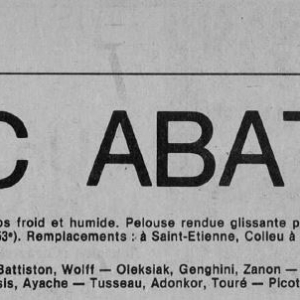 C ABAT
os froid et humide. Pelouse rendue glissante p
53e). Remplacements : à Saint-Etienne, Colleu à
Battiston, Wolff — Oleksiak, Genghini, Zanon —
sis, Ayache — Tusseau, Adonkor, Touré — Picot